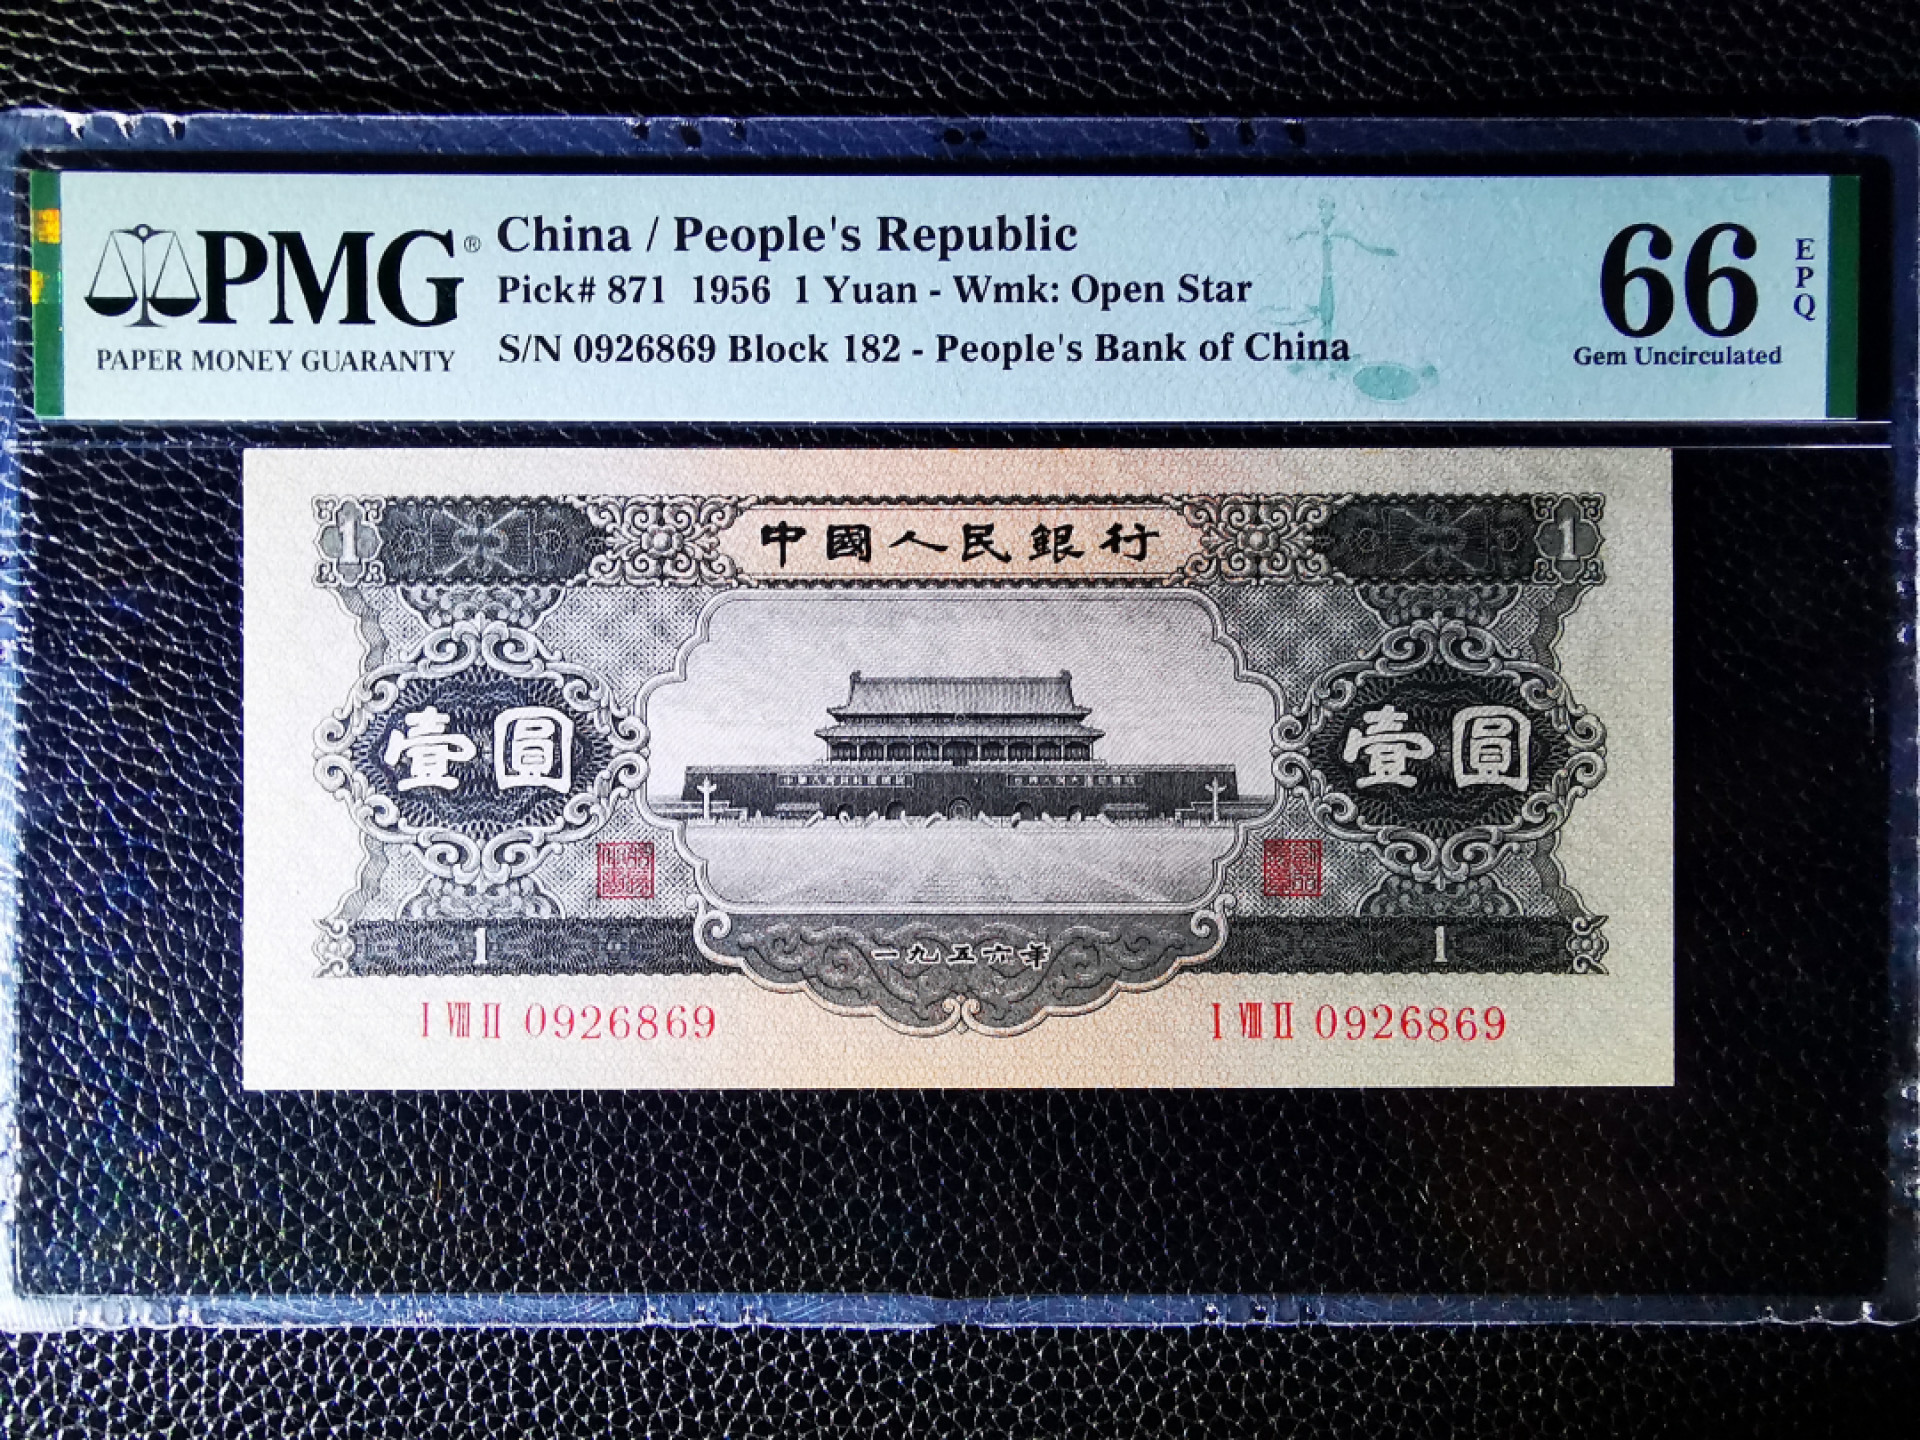 PMG®
PAPER MONEY GUARANTY
China / People's Republic
Pick# 871 1956 1 Yuan - Wmk: Open Star
S/N 0926869 Block 182 - People's Bank of China
66
EPQ
Gem Uncirculated
1
中國人民銀行
1
壹圓
壹圓
1
一九五六年
1
I VIII II 0926869
I VIII II 0926869